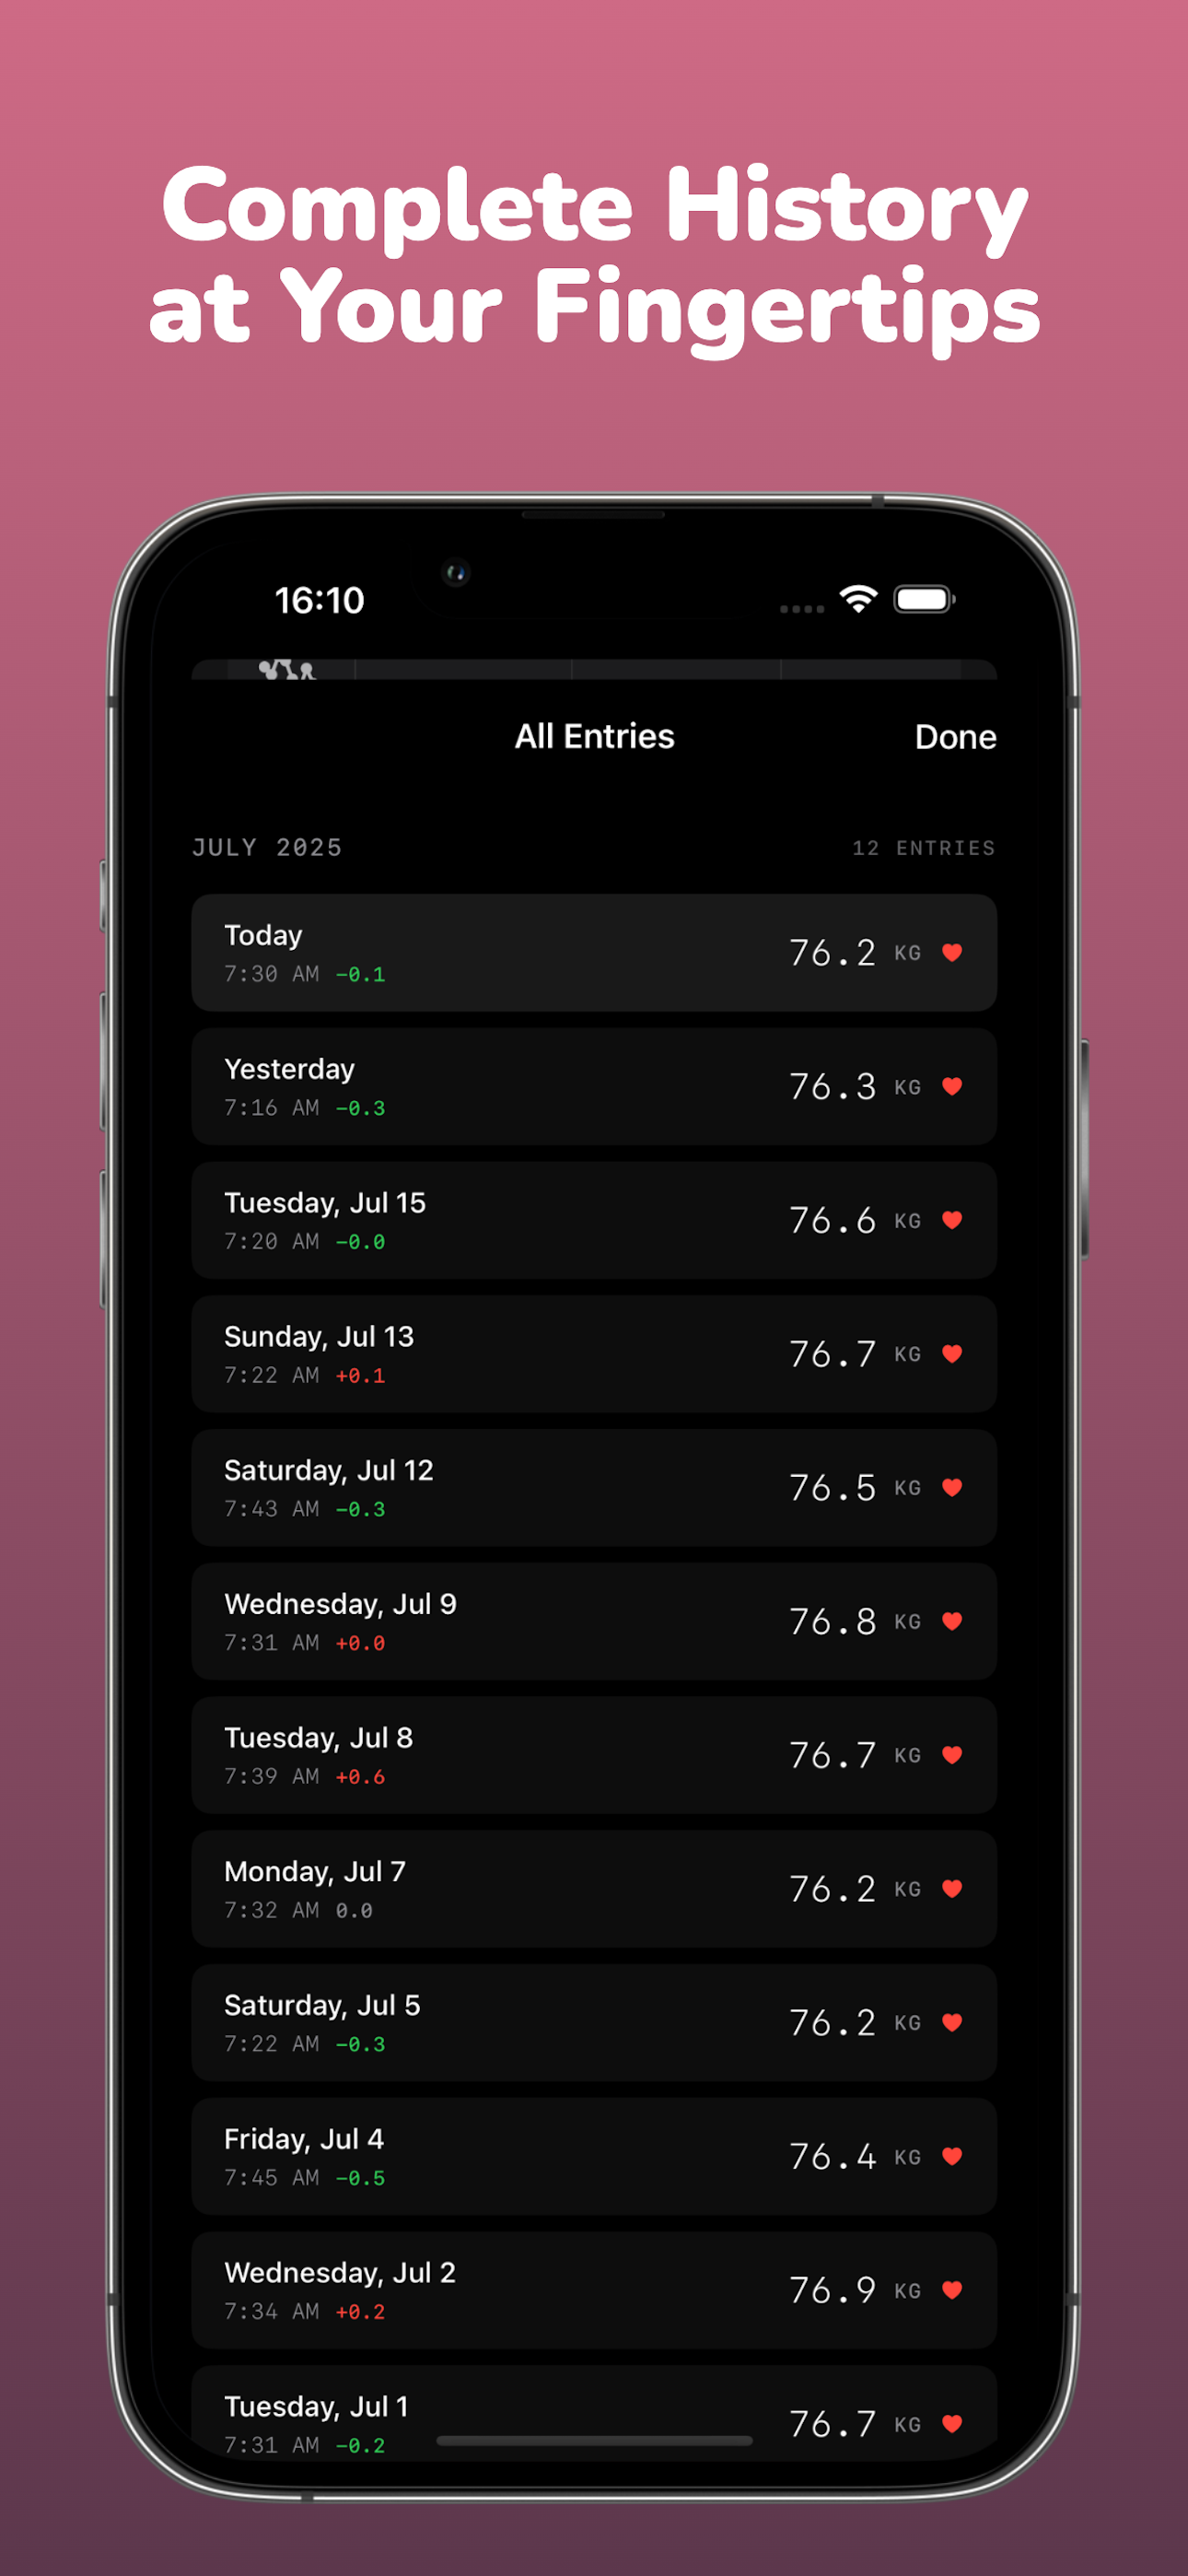 Complete History
at Your Fingertips
16:10
All Entries
Done
JULY 2025
12 ENTRIES
Today
7:30 AM -0.1
76.2 KG
Yesterday
7:16 AM -0.3
76.3 KG
Tuesday, Jul 15
7:20 AM -0.0
76.6 KG
Sunday, Jul 13
7:22 AM +0.1
76.7 KG
Saturday, Jul 12
7:43 AM -0.3
76.5 KG
Wednesday, Jul 9
7:31 AM +0.0
76.8 KG
Tuesday, Jul 8
7:39 AM +0.6
76.7 KG
Monday, Jul 7
7:32 AM 0.0
76.2 KG
Saturday, Jul 5
7:22 AM -0.3
76.2 KG
Friday, Jul 4
7:45 AM -0.5
76.4 KG
Wednesday, Jul 2
7:34 AM +0.2
76.9 KG
Tuesday, Jul 1
7:31 AM -0.2
76.7 KG